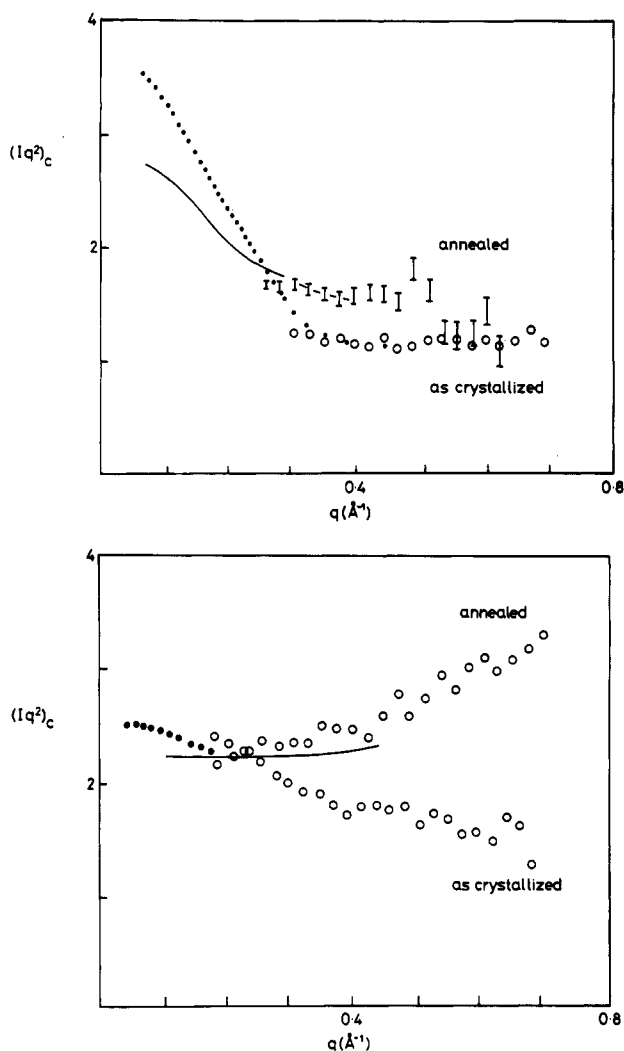 4
(Iq²)c
2
annealed
as crystallized
0·4
0·8
q(Å⁻¹)
4
annealed
(Iq²)c
2
as crystallized
0·4
0·8
q(Å⁻¹)